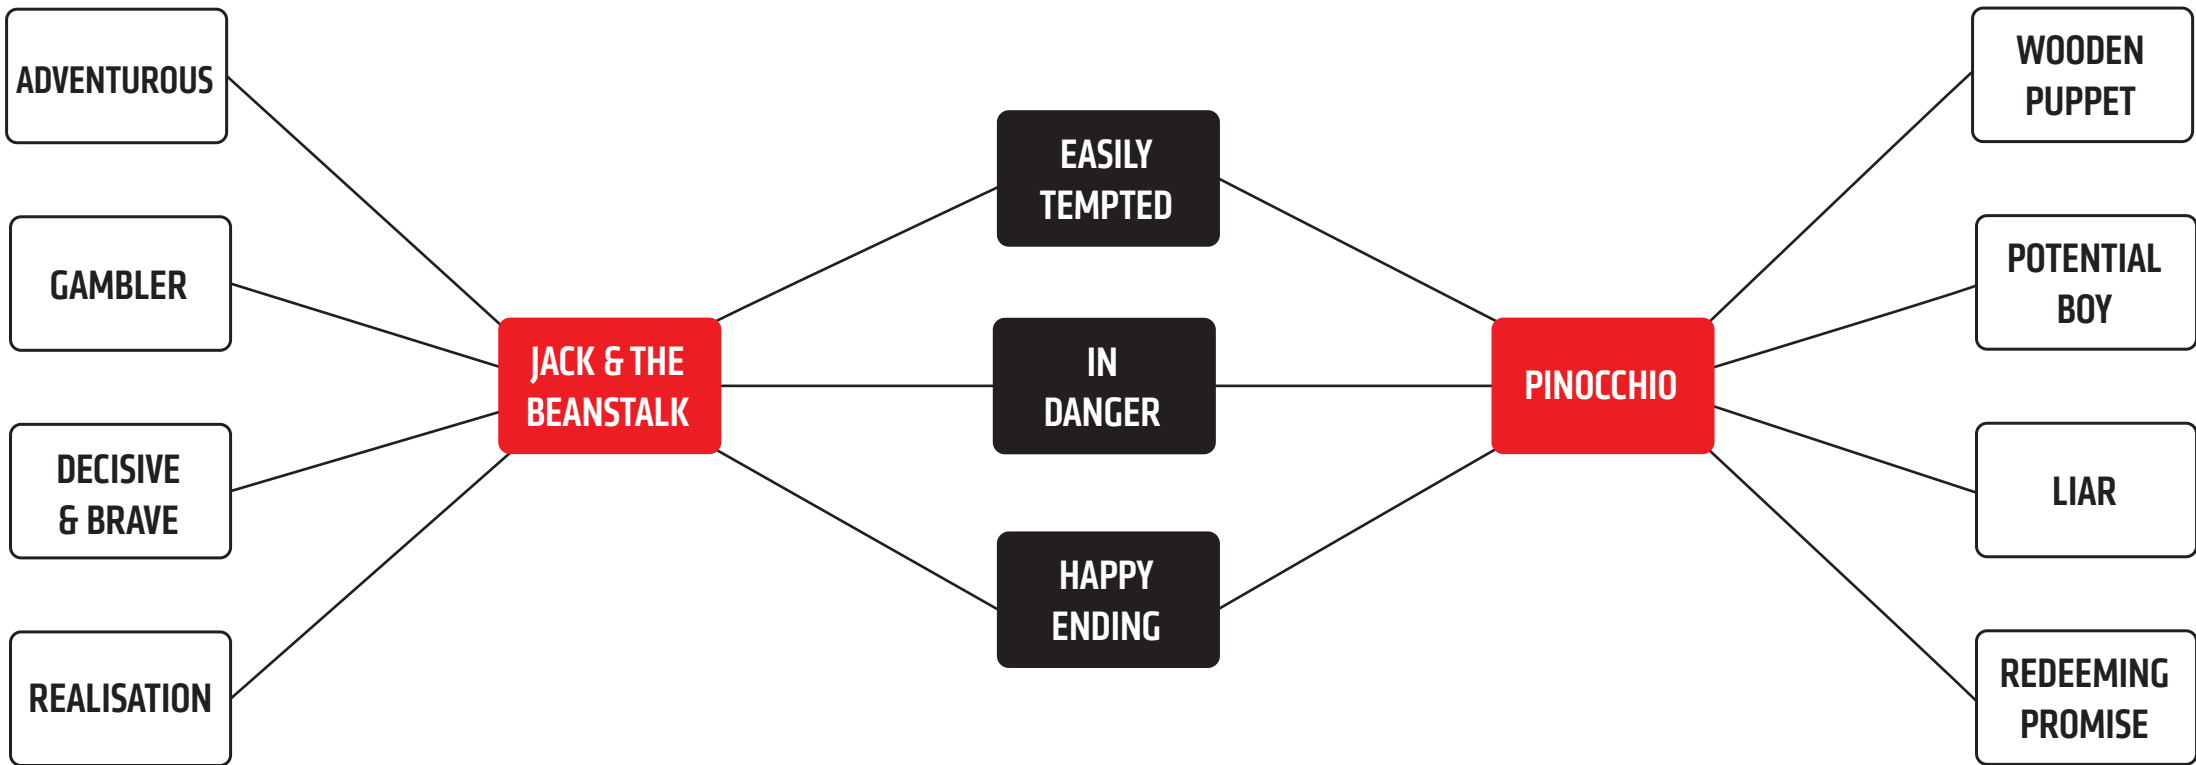 ADVENTUROUS
GAMBLER
DECISIVE
& BRAVE
REALISATION
JACK & THE
BEANSTALK
EASILY
TEMPTED
IN
DANGER
HAPPY
ENDING
PINOCCHIO
WOODEN
PUPPET
POTENTIAL
BOY
LIAR
REDEEMING
PROMISE